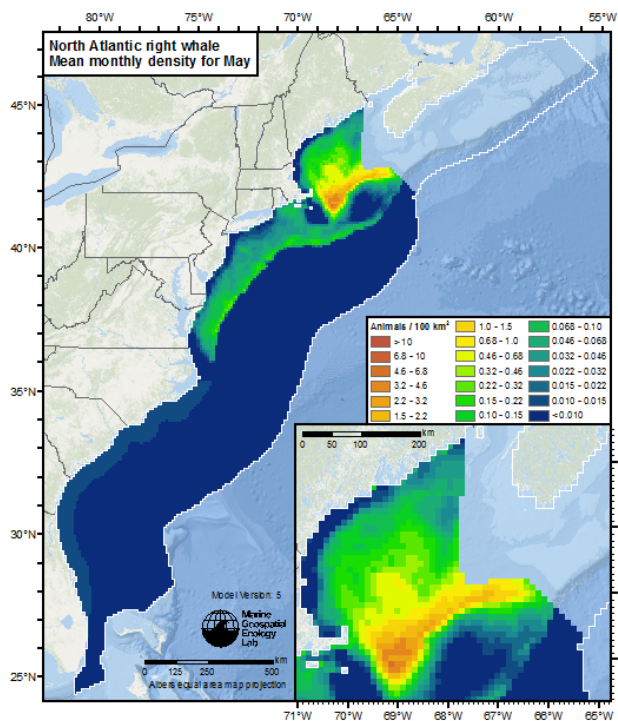 80°W 75°W 70°W 65°W 60°W 55°W
North Atlantic right whale
Mean monthly density for May
45°N
40°N
35°N
30°N
25°N
Animals / 100 km²
>10
6.8 - 10
4.6 - 6.8
3.2 - 4.6
2.2 - 3.2
1.5 - 2.2
1.0 - 1.5
0.68 - 1.0
0.46 - 0.68
0.32 - 0.46
0.22 - 0.32
0.15 - 0.22
0.10 - 0.15
0.068 - 0.10
0.046 - 0.068
0.032 - 0.046
0.022 - 0.032
0.015 - 0.022
0.010 - 0.015
<0.010
0 100 200
km
Model Version: 5
Marine
Geospatial
Ecology
Lab
0 125 250 500
km
Albers equal area map projection
71°W 70°W 69°W 68°W 67°W 66°W 65°W